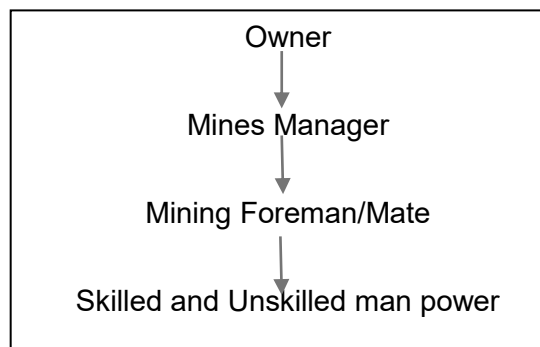 Owner
Mines Manager
Mining Foreman/Mate
Skilled and Unskilled man power